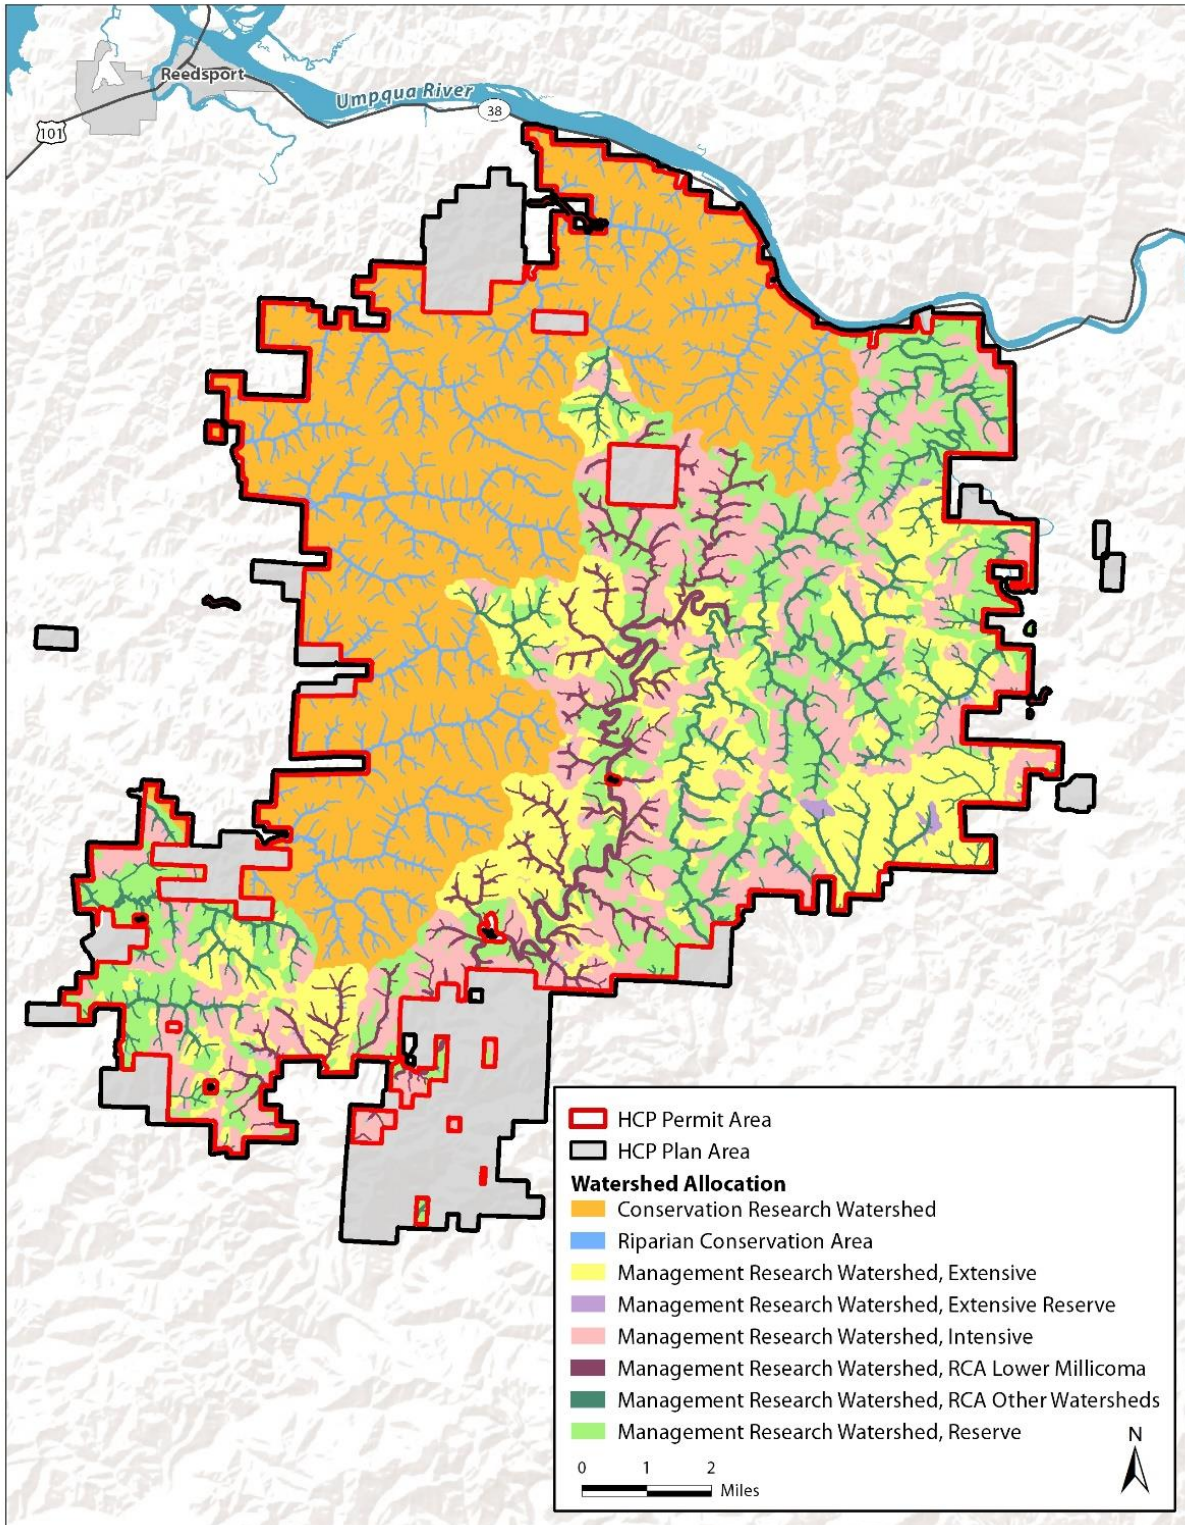 Reedsport
Umpqua River
38
101
HCP Permit Area
HCP Plan Area
Watershed Allocation
Conservation Research Watershed
Riparian Conservation Area
Management Research Watershed, Extensive
Management Research Watershed, Extensive Reserve
Management Research Watershed, Intensive
Management Research Watershed, RCA Lower Millicoma
Management Research Watershed, RCA Other Watersheds
Management Research Watershed, Reserve
N
0 1 2
Miles